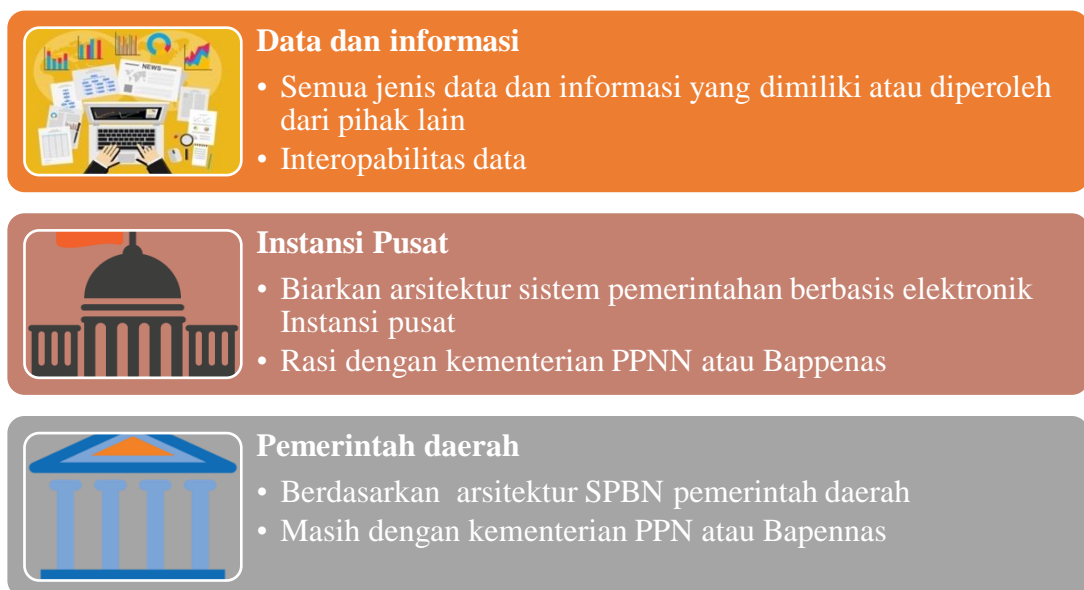 Data dan informasi
• Semua jenis data dan informasi yang dimiliki atau diperoleh
dari pihak lain
• Interopabilitas data
NEWS
Instansi Pusat
• Biarkan arsitektur sistem pemerintahan berbasis elektronik
Instansi pusat
• Rasi dengan kementerian PPNN atau Bappenas
Pemerintah daerah
• Berdasarkan  arsitektur SPBN pemerintah daerah
• Masih dengan kementerian PPN atau Bapennas